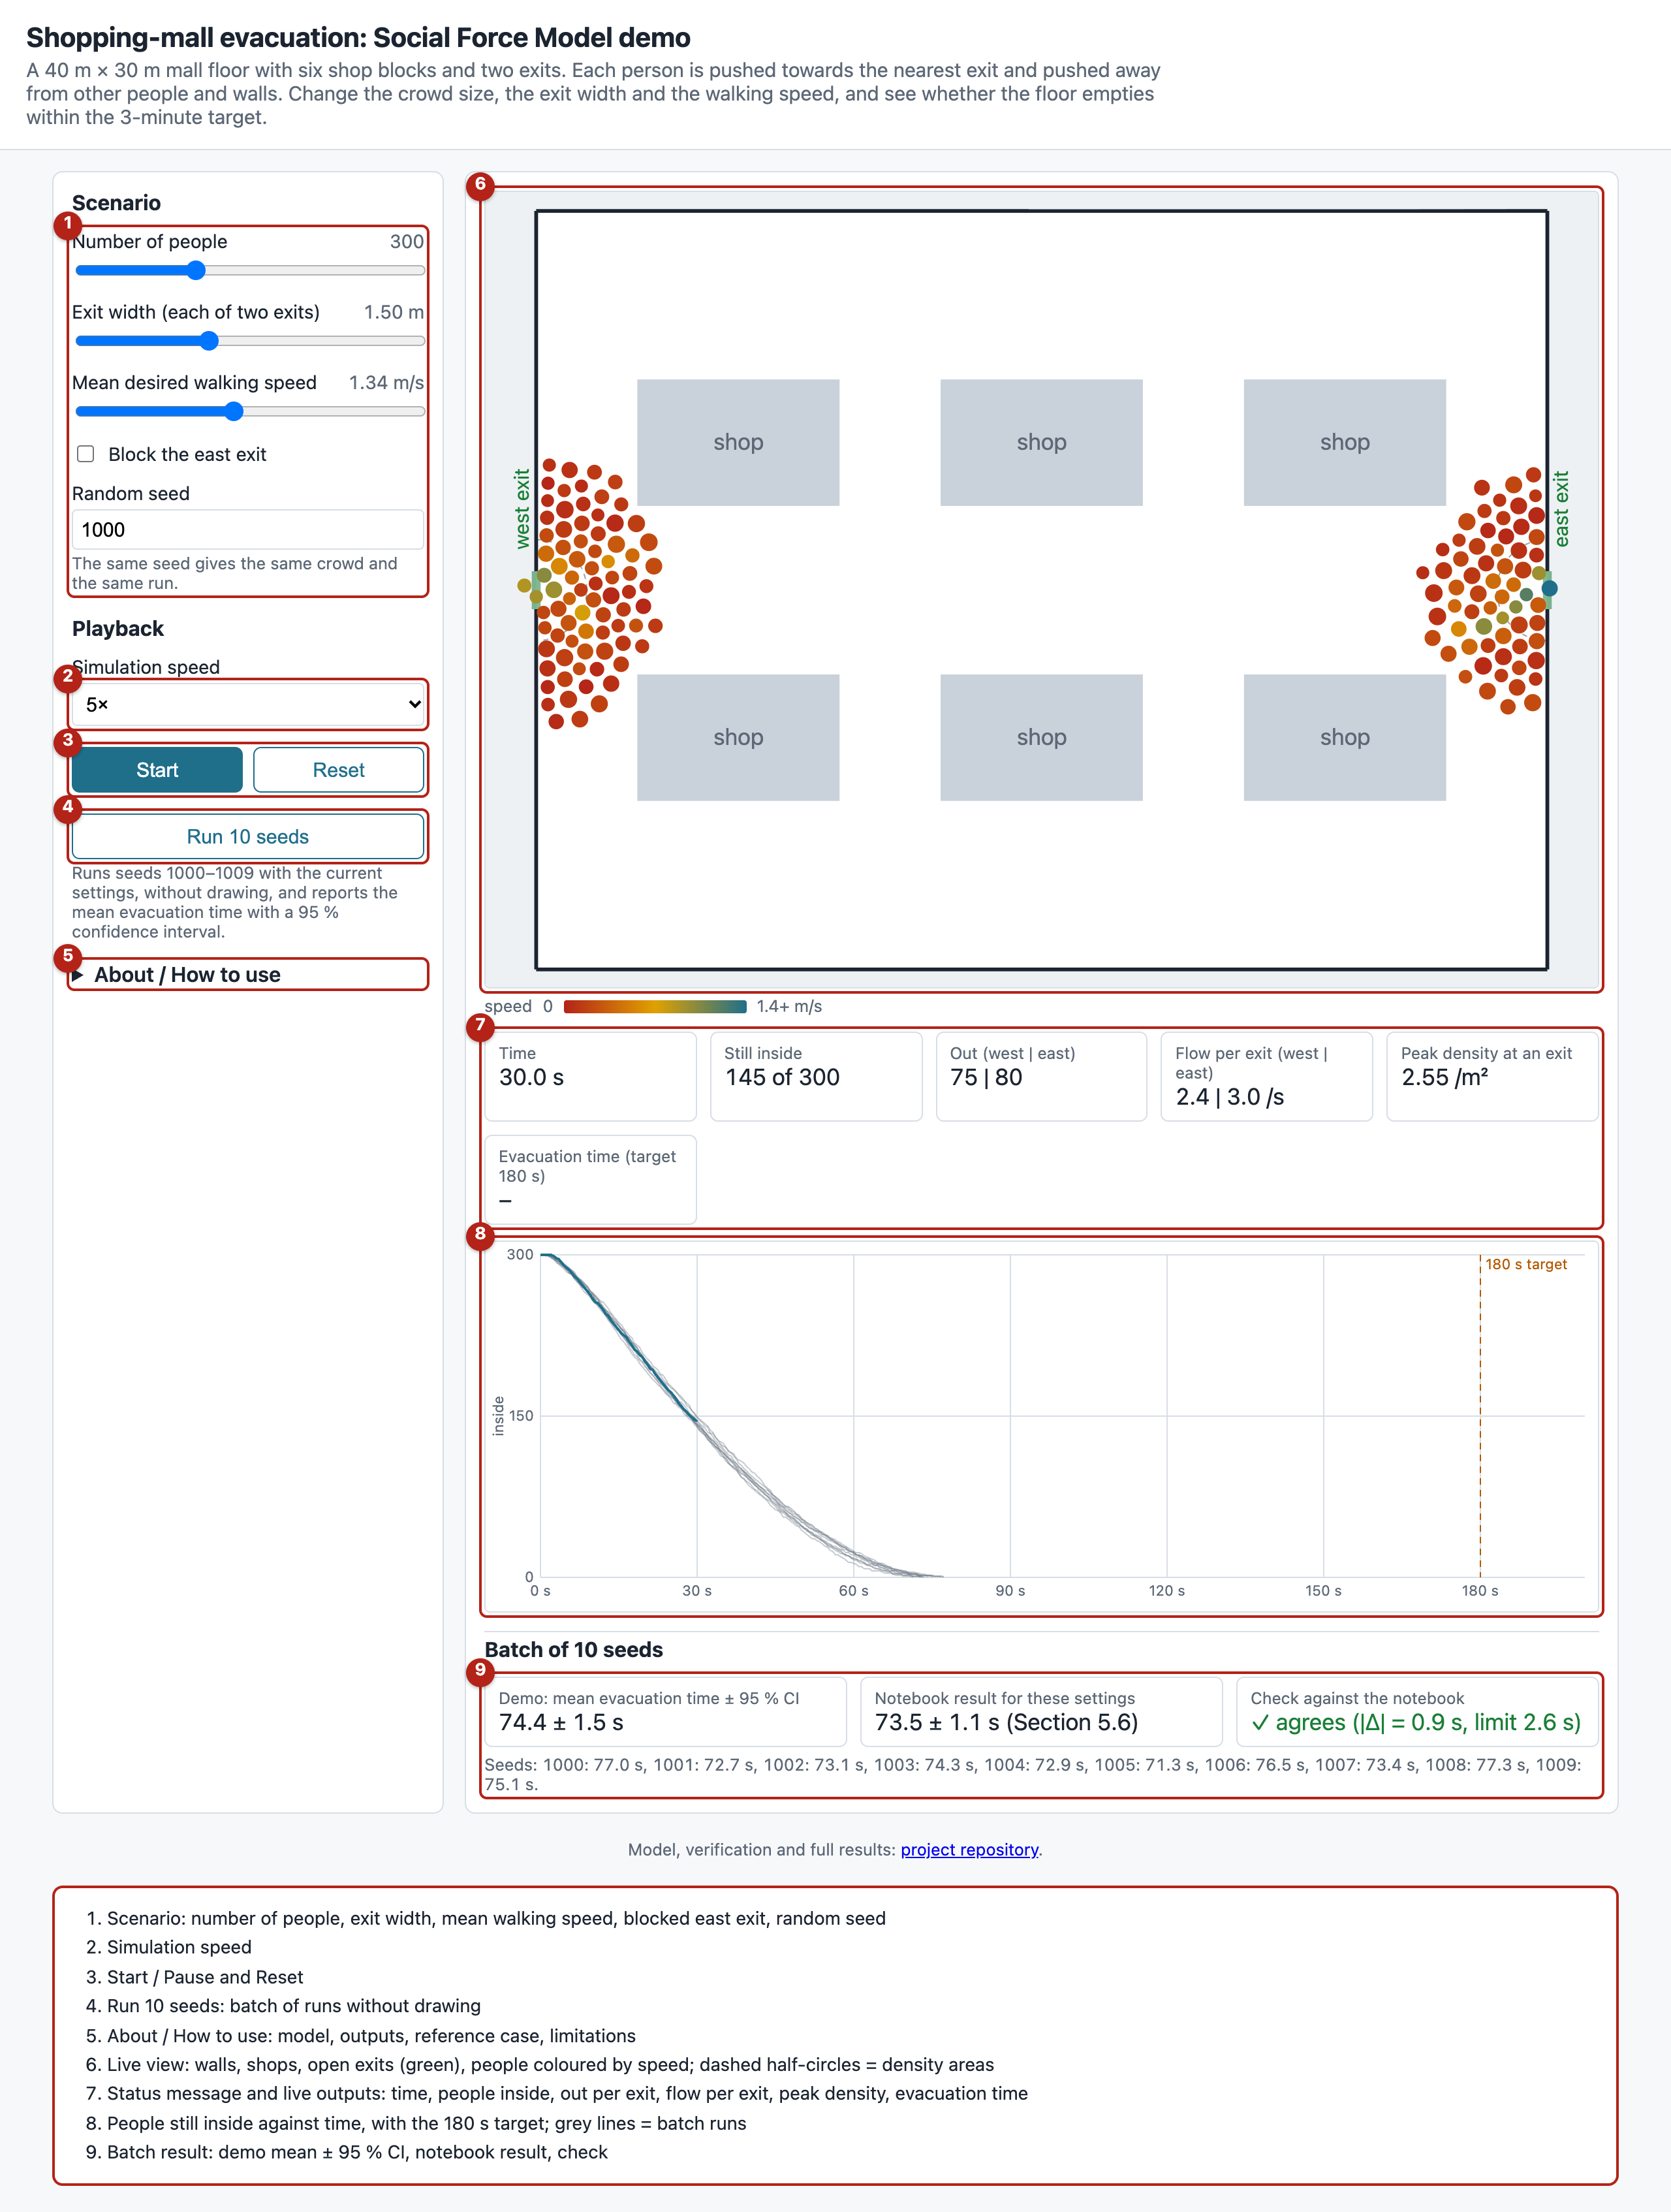 Shopping-mall evacuation: Social Force Model demo
A 40 m × 30 m mall floor with six shop blocks and two exits. Each person is pushed towards the nearest exit and pushed away
from other people and walls. Change the crowd size, the exit width and the walking speed, and see whether the floor empties
within the 3-minute target.
Scenario
1
Number of people 300
Exit width (each of two exits) 1.50 m
Mean desired walking speed 1.34 m/s
Block the east exit
Random seed
1000
The same seed gives the same crowd and
the same run.
Playback
Simulation speed
2
5×
3
Start Reset
4
Run 10 seeds
Runs seeds 1000–1009 with the current
settings, without drawing, and reports the
mean evacuation time with a 95 %
confidence interval.
5
About / How to use
6
shop shop shop
west exit
east exit
shop shop shop
speed 0 1.4+ m/s
7
Time
30.0 s
Still inside
145 of 300
Out (west | east)
75 | 80
Flow per exit (west |
east)
2.4 | 3.0 /s
Peak density at an exit
2.55 /m²
Evacuation time (target
180 s)
–
8
300
180 s target
inside
150
0
0 s 30 s 60 s 90 s 120 s 150 s 180 s
Batch of 10 seeds
9
Demo: mean evacuation time ± 95 % CI
74.4 ± 1.5 s
Notebook result for these settings
73.5 ± 1.1 s (Section 5.6)
Check against the notebook
✓ agrees (|Δ| = 0.9 s, limit 2.6 s)
Seeds: 1000: 77.0 s, 1001: 72.7 s, 1002: 73.1 s, 1003: 74.3 s, 1004: 72.9 s, 1005: 71.3 s, 1006: 76.5 s, 1007: 73.4 s, 1008: 77.3 s, 1009:
75.1 s.
Model, verification and full results: project repository.
1. Scenario: number of people, exit width, mean walking speed, blocked east exit, random seed
2. Simulation speed
3. Start / Pause and Reset
4. Run 10 seeds: batch of runs without drawing
5. About / How to use: model, outputs, reference case, limitations
6. Live view: walls, shops, open exits (green), people coloured by speed; dashed half-circles = density areas
7. Status message and live outputs: time, people inside, out per exit, flow per exit, peak density, evacuation time
8. People still inside against time, with the 180 s target; grey lines = batch runs
9. Batch result: demo mean ± 95 % CI, notebook result, check